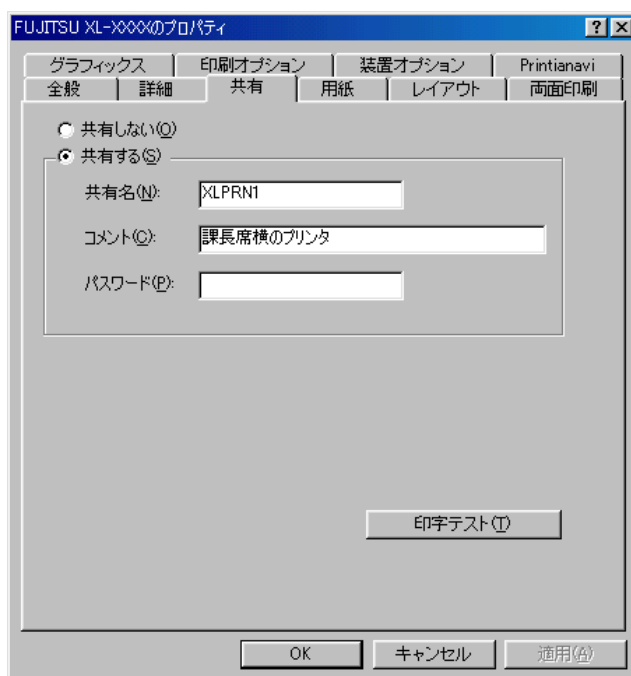 FUJITSU XL-XXXXのプロパティ
グラフィックス 印刷オプション 装置オプション Printianavi
全般 詳細 共有 用紙 レイアウト 両面印刷
共有しない(O)
共有する(S)
共有名(N): XLPRN1
コメント(C): 課長席横のプリンタ
パスワード(P):
印字テスト(T)
OK キャンセル 適用(A)